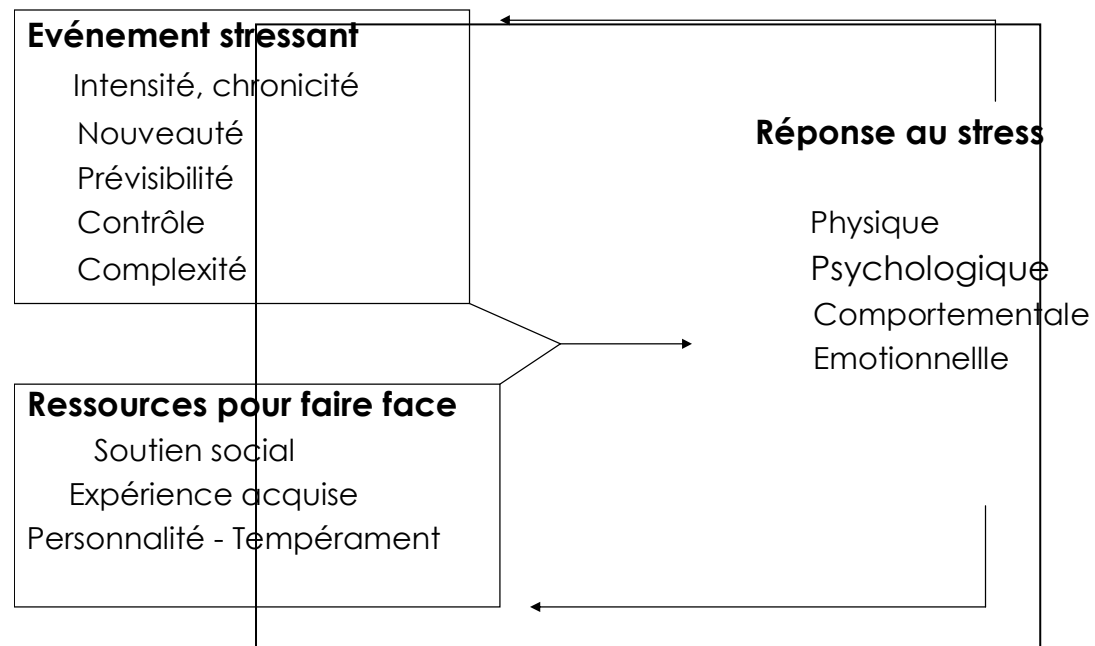 Evénement stressant
Intensité, chronicité
Nouveauté
Prévisibilité
Contrôle
Complexité
Réponse au stress
Physique
Psychologique
Comportementale
Emotionnellle
Ressources pour faire face
Soutien social
Expérience acquise
Personnalité - Tempérament